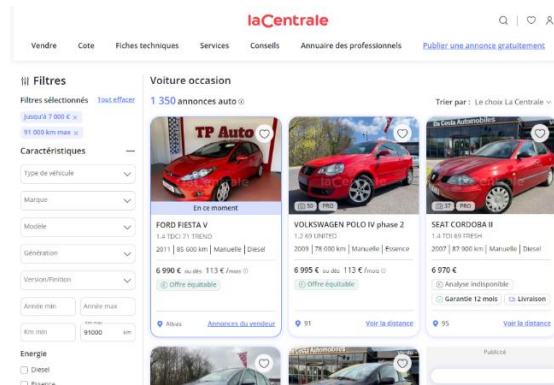 laCentrale
Vendre Cote Fiches techniques Services Conseils Annuaire des professionnels Publier une annonce gratuitement
Filtres
Filtres sélectionnés Tout effacer
Jusqu'à 7 000 € ×
91 000 km max ×
Caractéristiques
Type de véhicule
Marque
Modèle
Génération
Version/Finition
Année min Année max
Km min 91000 km
Energie
Diesel
Essence
Voiture occasion
1 350 annonces auto
Trier par : Le choix La Centrale
TP Auto
laCentrale
En ce moment
FORD FIESTA V
1.4 TDCI 71 TREND
2011 | 85 600 km | Manuelle | Diesel
6 990 € ou dès 113 € /mois
Offre équitable
Annonces du vendeur
laCentrale
50 PRO
VOLKSWAGEN POLO IV phase 2
1.2 69 UNITED
2009 | 78 000 km | Manuelle | Essence
6 995 € ou dès 113 € /mois
Offre équitable
91 Voir la distance
Da Costa Automobiles
37 PRO
SEAT CORDOBA II
1.4 TDI 69 FRESH
2007 | 87 900 km | Manuelle | Diesel
6 970 €
Analyse indisponible
Garantie 12 mois Livraison
95 Voir la distance
Publicité